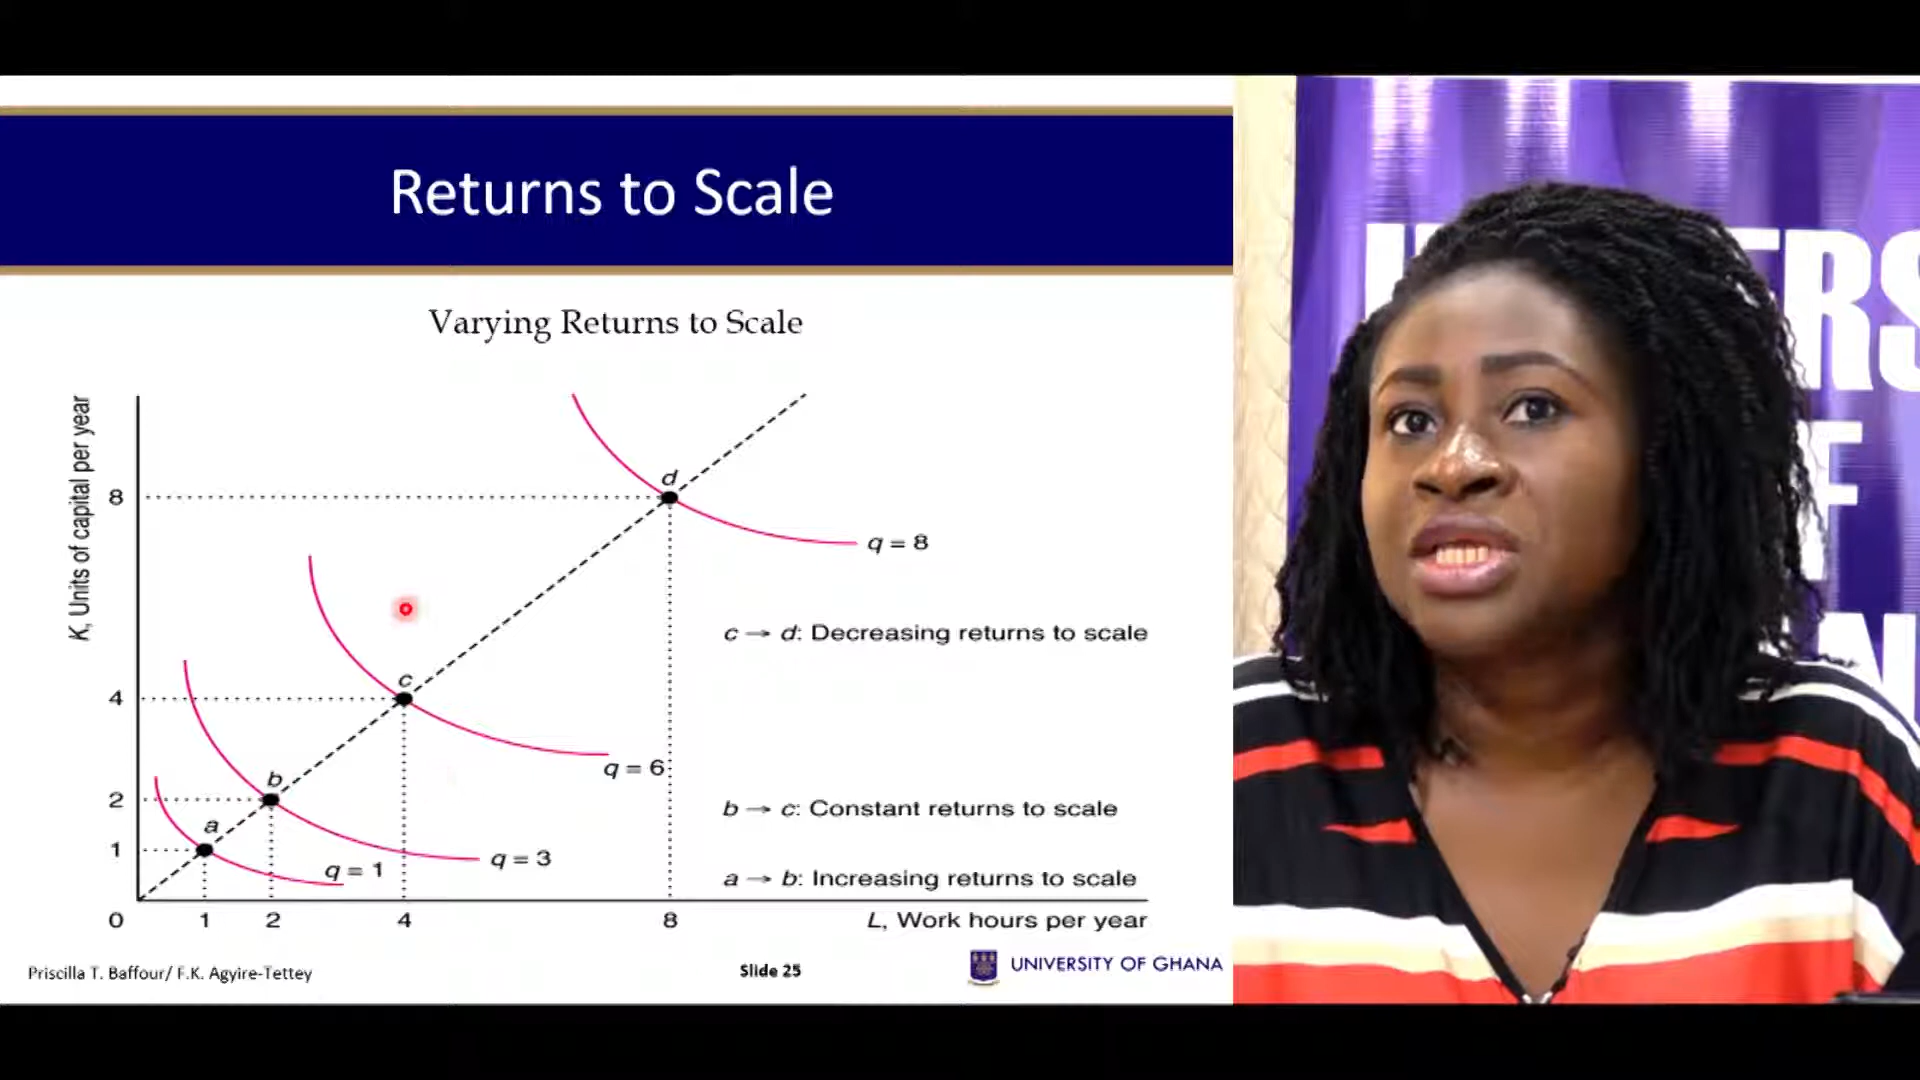 Returns to Scale
Varying Returns to Scale
K, Units of capital per year
8
4
2
1
0
1
2
4
8
L, Work hours per year
a
b
c
d
q = 1
q = 3
q = 6
q = 8
c → d: Decreasing returns to scale
b → c: Constant returns to scale
a → b: Increasing returns to scale
Priscilla T. Baffour/ F.K. Agyire-Tettey
Slide 25
UNIVERSITY OF GHANA